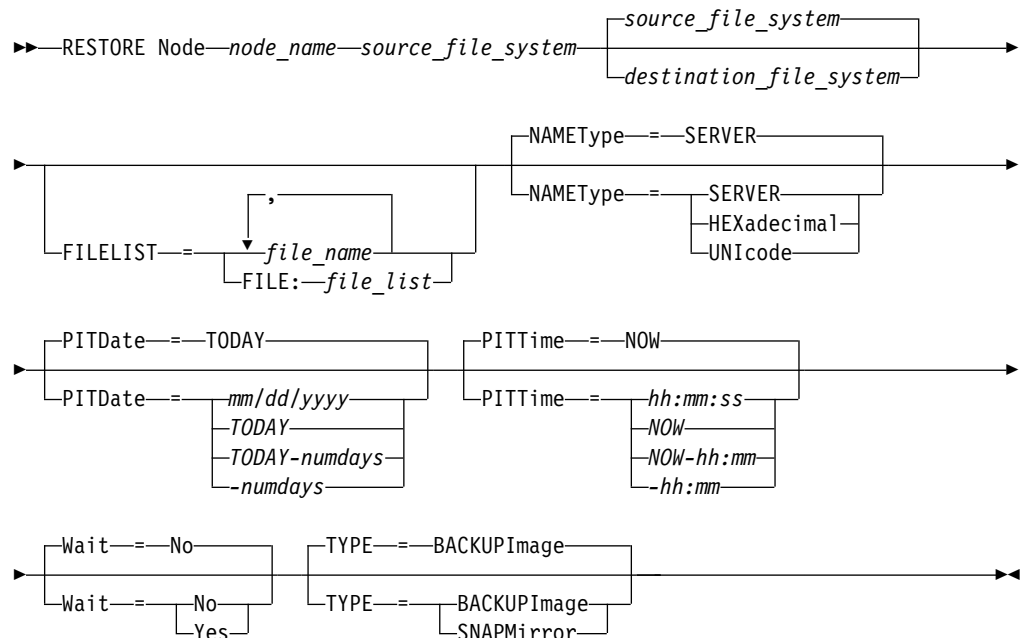 source_file_system
RESTORE Node node_name source_file_system
destination_file_system
NAMEType = SERVER
NAMEType = SERVER
HEXadecimal
UNIcode
FILELIST = , file_name
FILE: file_list
PITDate = TODAY
PITDate = mm/dd/yyyy
TODAY
TODAY-numdays
-numdays
PITTime = NOW
PITTime = hh:mm:ss
NOW
NOW-hh:mm
-hh:mm
Wait = No
Wait = No
Yes
TYPE = BACKUPImage
TYPE = BACKUPImage
SNAPMirror